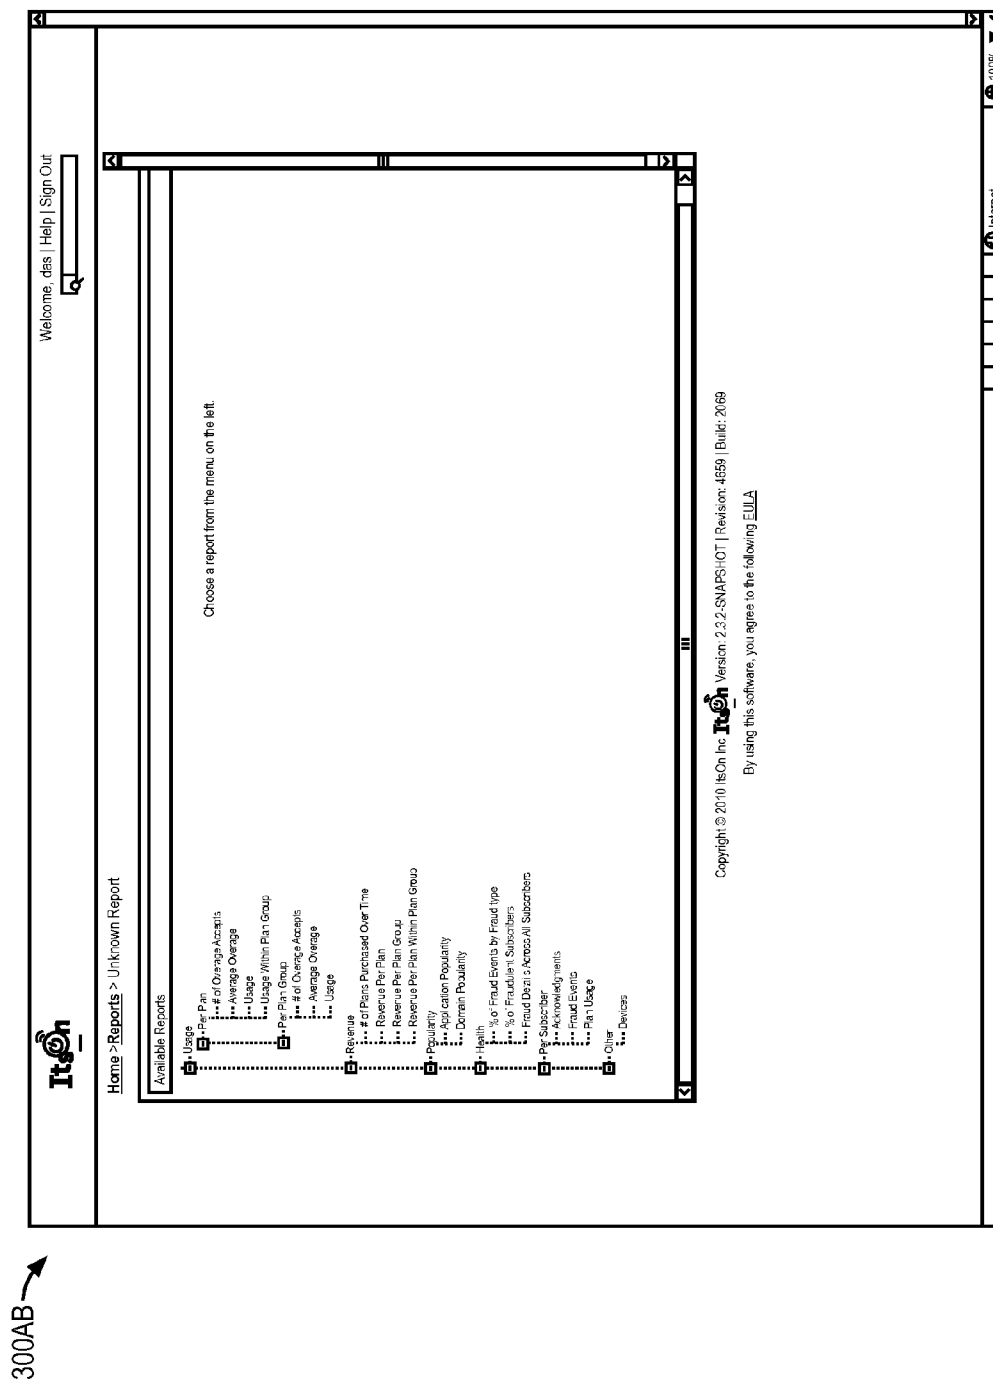 300AB
ItsOn_
Welcome, das | Help | Sign Out
Home > Reports > Unknown Report
Available Reports
Usage
Per Plan
# of Overage Accepts
Average Overage
Usage
Usage Within Plan Group
Per Plan Group
# of Overage Accepts
Average Overage
Usage
Revenue
# of Plans Purchased Over Time
Revenue Per Plan
Revenue Per Plan Group
Revenue Per Plan Within Plan Group
Popularity
Application Popularity
Domain Popularity
Health
% of Fraud Events by Fraud type
% of Fraudulent Subscribers
Fraud Details Across All Subscribers
Per Subscriber
Acknowledgments
Fraud Events
Plan Usage
Other
Devices
Choose a report from the menu on the left.
Copyright © 2010 ItsOn Inc ItsOn_ Version: 2.3.2-SNAPSHOT | Revision: 4659 | Build: 2069
By using this software, you agree to the following EULA